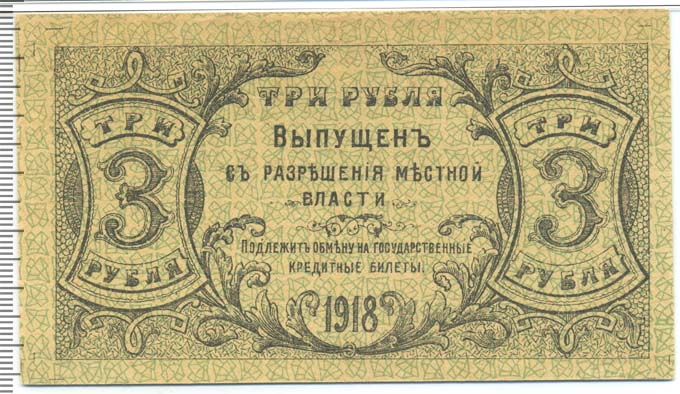 ТРИ РУБЛЯ
ВЫПУЩЕНЪ
СЪ РАЗРѢШЕНІЯ МѢСТНОЙ
ВЛАСТИ
ПОДЛЕЖИТЪ ОБМѢНУ НА ГОСУДАРСТВЕННЫЕ
КРЕДИТНЫЕ БИЛЕТЫ.
1918
ТРИ
3
РУБЛЯ
ТРИ
3
РУБЛЯ